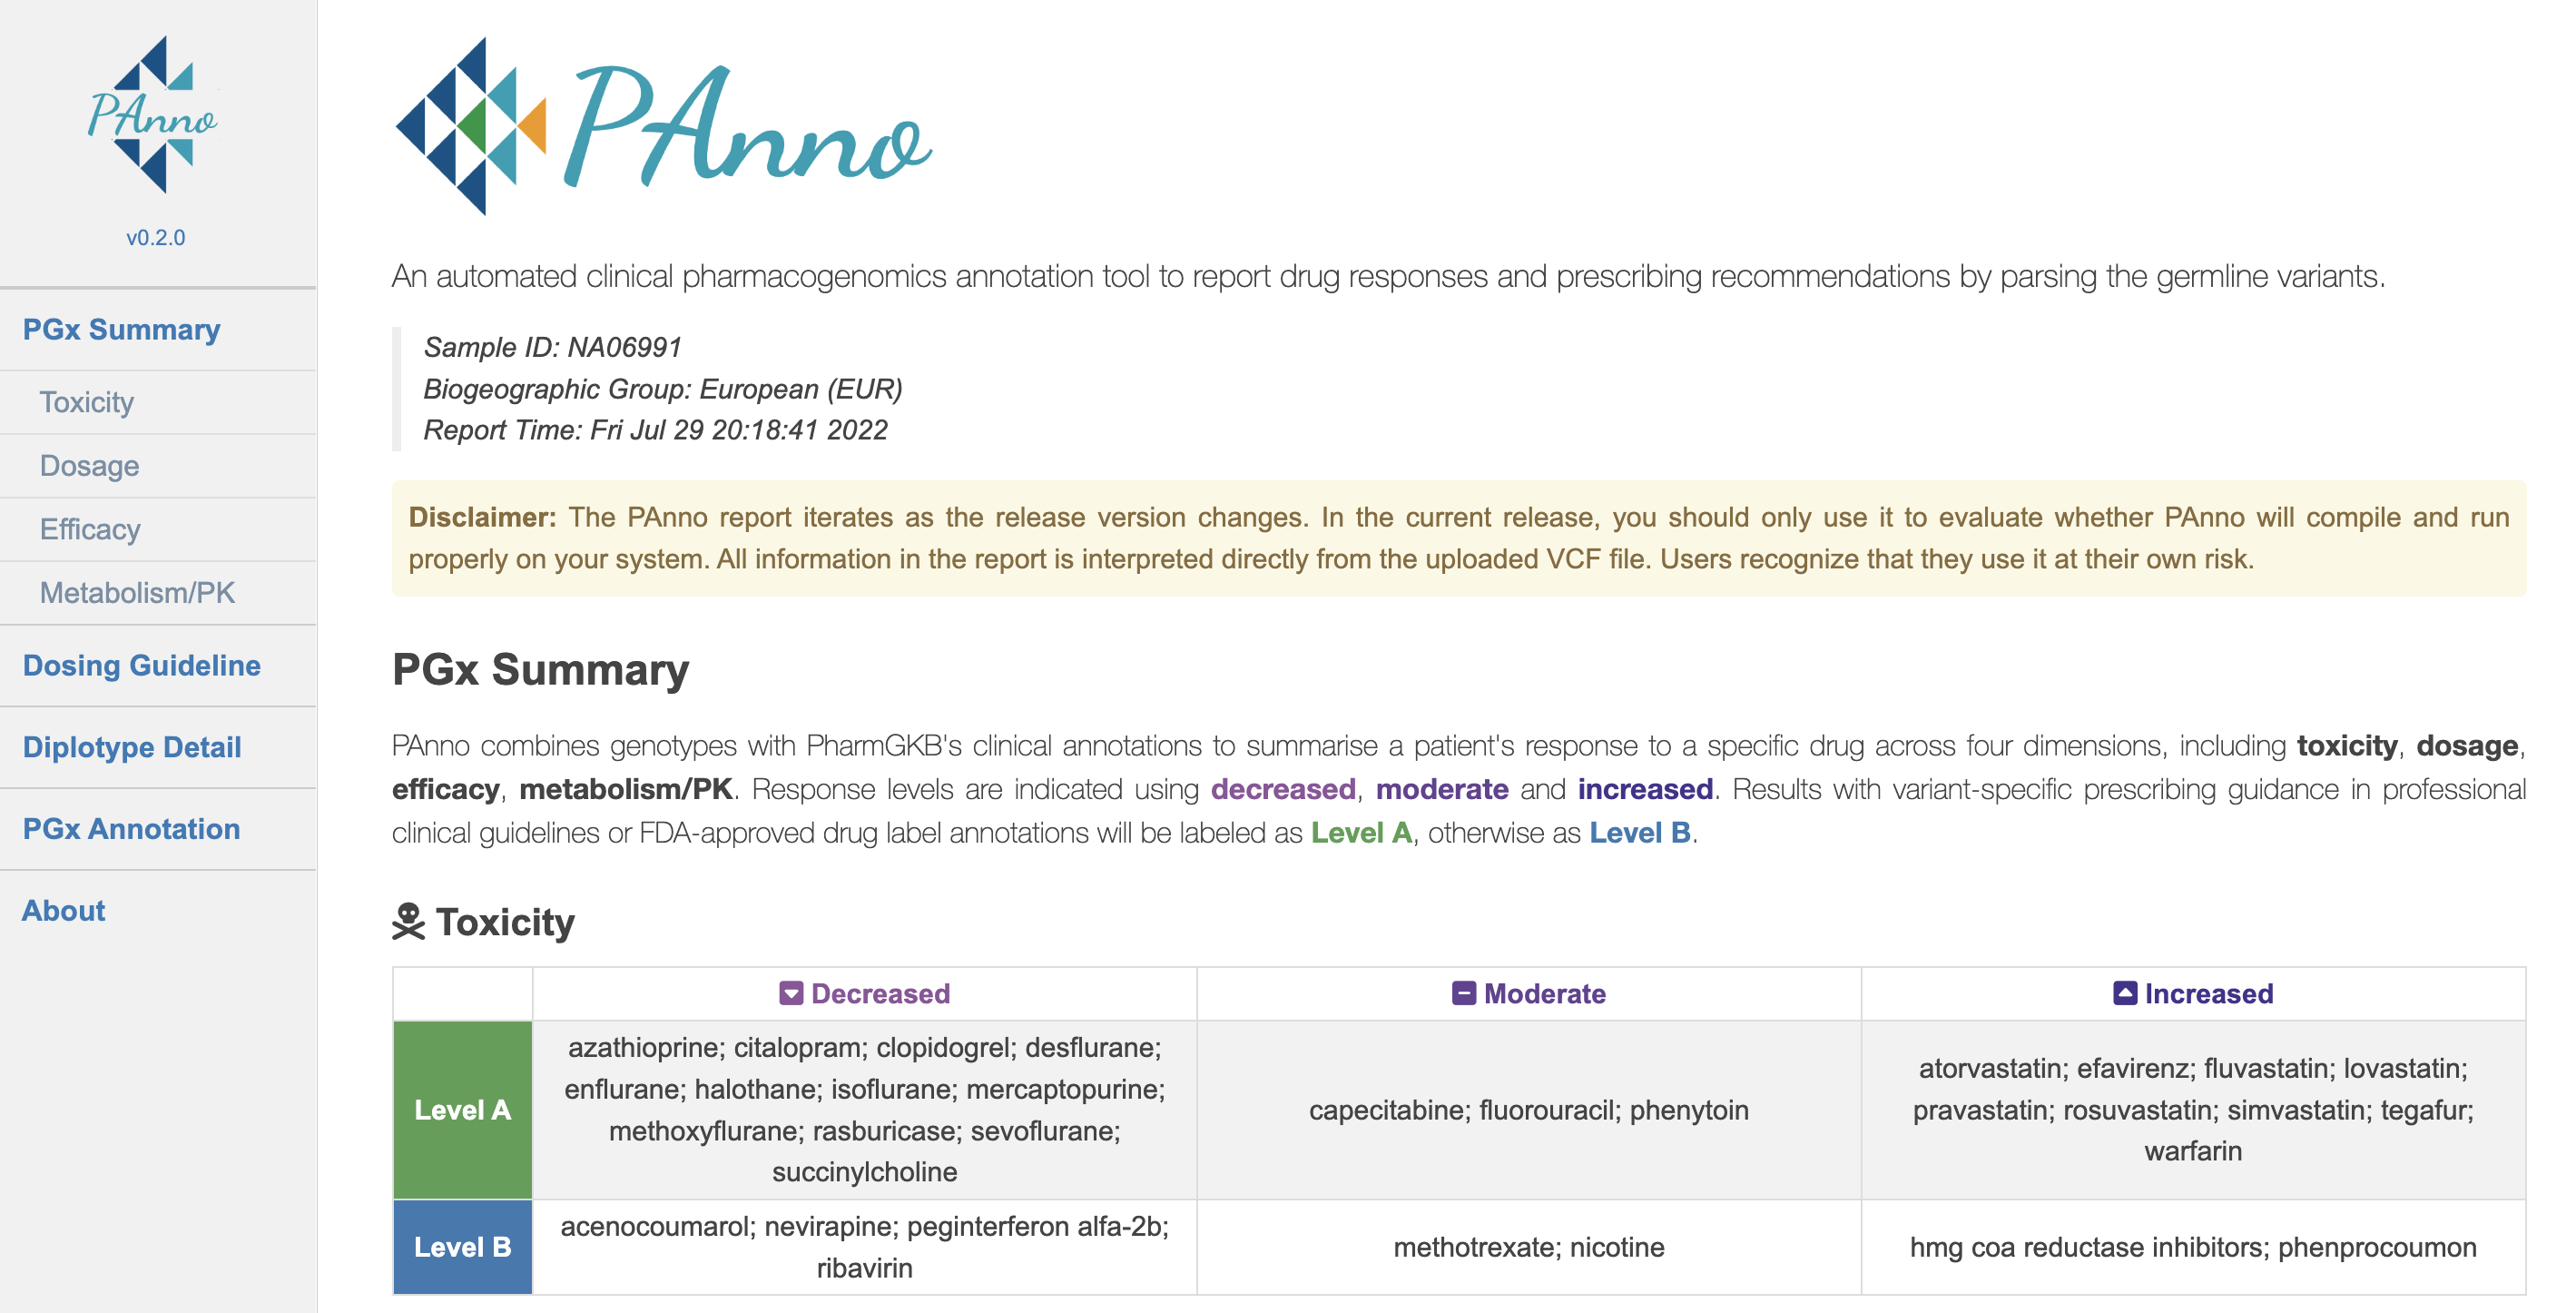 PAnno
v0.2.0
PGx Summary
Toxicity
Dosage
Efficacy
Metabolism/PK
Dosing Guideline
Diplotype Detail
PGx Annotation
About
PAnno
An automated clinical pharmacogenomics annotation tool to report drug responses and prescribing recommendations by parsing the germline variants.
Sample ID: NA06991
Biogeographic Group: European (EUR)
Report Time: Fri Jul 29 20:18:41 2022
Disclaimer: The PAnno report iterates as the release version changes. In the current release, you should only use it to evaluate whether PAnno will compile and run
properly on your system. All information in the report is interpreted directly from the uploaded VCF file. Users recognize that they use it at their own risk.
PGx Summary
PAnno combines genotypes with PharmGKB's clinical annotations to summarise a patient's response to a specific drug across four dimensions, including toxicity, dosage,
efficacy, metabolism/PK. Response levels are indicated using decreased, moderate and increased. Results with variant-specific prescribing guidance in professional
clinical guidelines or FDA-approved drug label annotations will be labeled as Level A, otherwise as Level B.
Toxicity
Decreased
Moderate
Increased
Level A
azathioprine; citalopram; clopidogrel; desflurane;
enflurane; halothane; isoflurane; mercaptopurine;
methoxyflurane; rasburicase; sevoflurane;
succinylcholine
capecitabine; fluorouracil; phenytoin
atorvastatin; efavirenz; fluvastatin; lovastatin;
pravastatin; rosuvastatin; simvastatin; tegafur;
warfarin
Level B
acenocoumarol; nevirapine; peginterferon alfa-2b;
ribavirin
methotrexate; nicotine
hmg coa reductase inhibitors; phenprocoumon